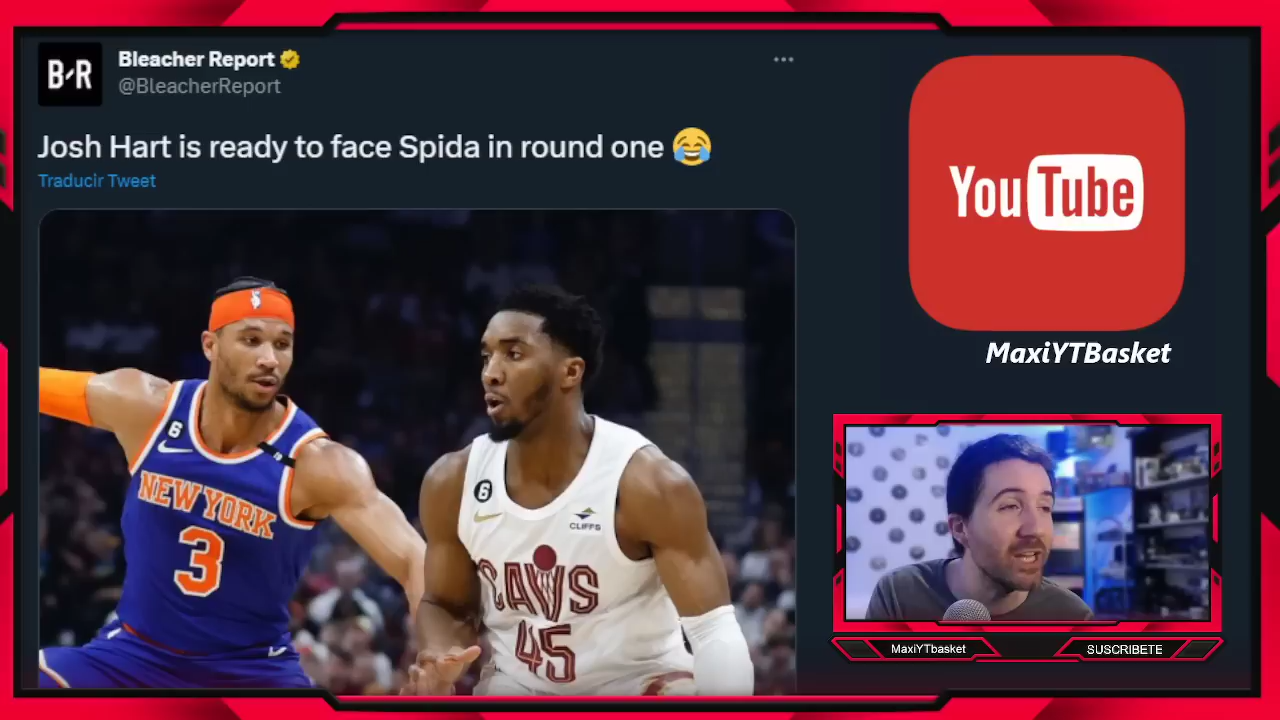 B/R
Bleacher Report
@BleacherReport
Josh Hart is ready to face Spida in round one 😂
Traducir Tweet
YouTube
MaxiYTBasket
6
NEW YORK
3
6
CLIFFS
CAVS
45
MaxiYTbasket
SUSCRIBETE